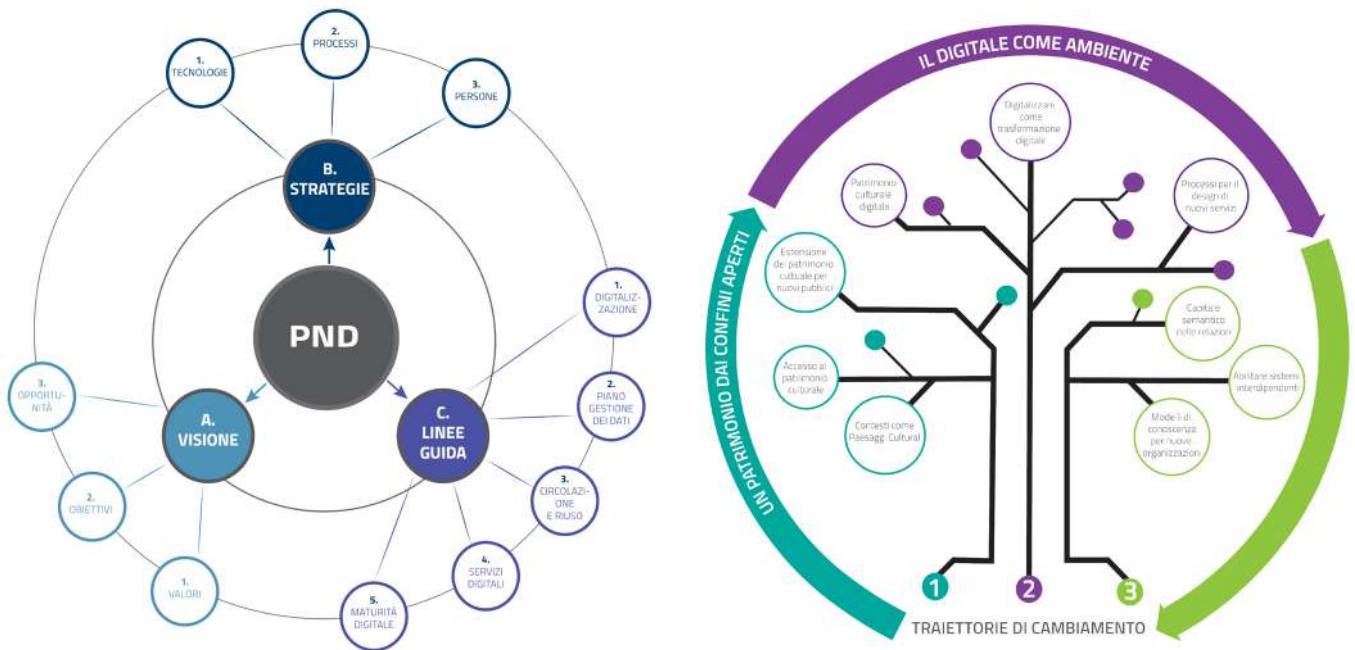 PND
A.
VISIONE
1.
VALORI
2.
OBIETTIVI
3.
OPPORTU-
NITÀ
B.
STRATEGIE
1.
TECNOLOGIE
2.
PROCESSI
3.
PERSONE
C.
LINEE
GUIDA
1.
DIGITALIZ-
ZAZIONE
2.
PIANO
GESTIONE
DEI DATI
3.
CIRCOLAZI-
ONE
E RIUSO
4.
SERVIZI
DIGITALI
5.
MATURITÀ
DIGITALE
UN PATRIMONIO DAI CONFINI APERTI
IL DIGITALE COME AMBIENTE
Digitalizzare
come
trasformazione
digitale
Patrimonio
culturale
digitale
Processi per il
design di
nuovi servizi
Estensione
del patrimonio
cultuale per
nuovi pubblici
Capitale
semantico
nelle relazioni
Accesso al
patrimonio
culturale
Abilitare sistemi
interdipendenti
Contesti come
Paesaggi Cultural
Modelli di
conoscenza
per nuove
organizzazioni
1
2
3
TRAIETTORIE DI CAMBIAMENTO